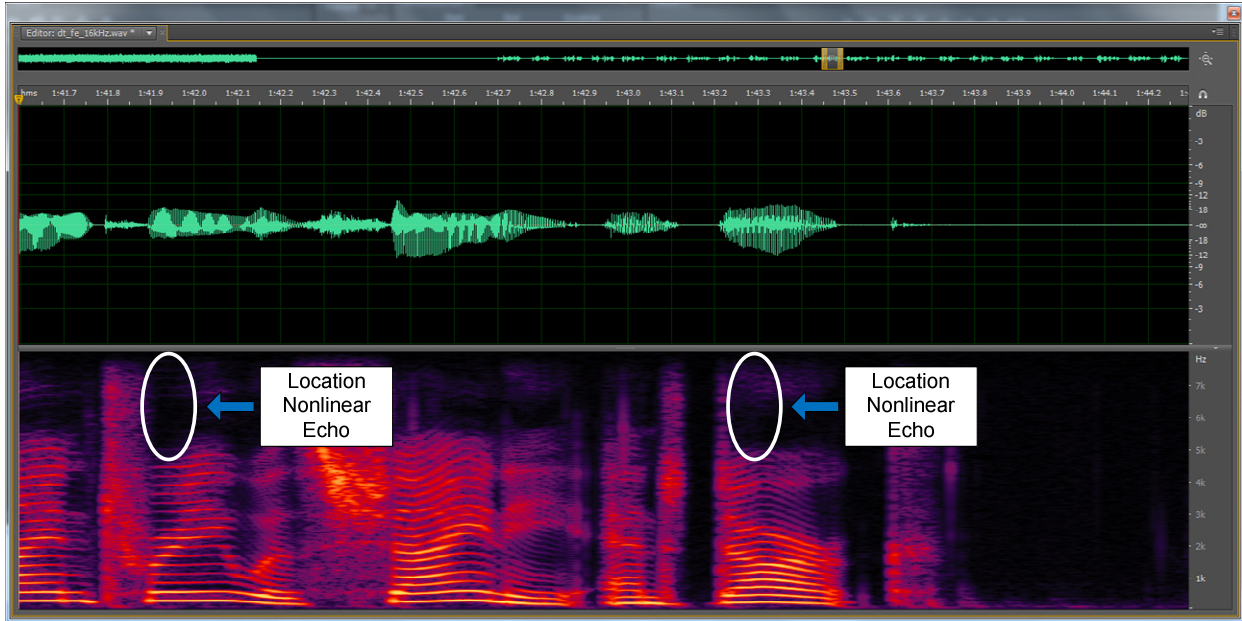 Editor: dt_fe_16kHz.wav *
hms 1:41.7 1:41.8 1:41.9 1:42.0 1:42.1 1:42.2 1:42.3 1:42.4 1:42.5 1:42.6 1:42.7 1:42.8 1:42.9 1:43.0 1:43.1 1:43.2 1:43.3 1:43.4 1:43.5 1:43.6 1:43.7 1:43.8 1:43.9 1:44.0 1:44.1 1:44.2 1:
dB
-3
-6
-9
-12
-18
-∞
-18
-12
-9
-6
-3
Hz
7k
6k
5k
4k
3k
2k
1k
Location
Nonlinear
Echo
Location
Nonlinear
Echo